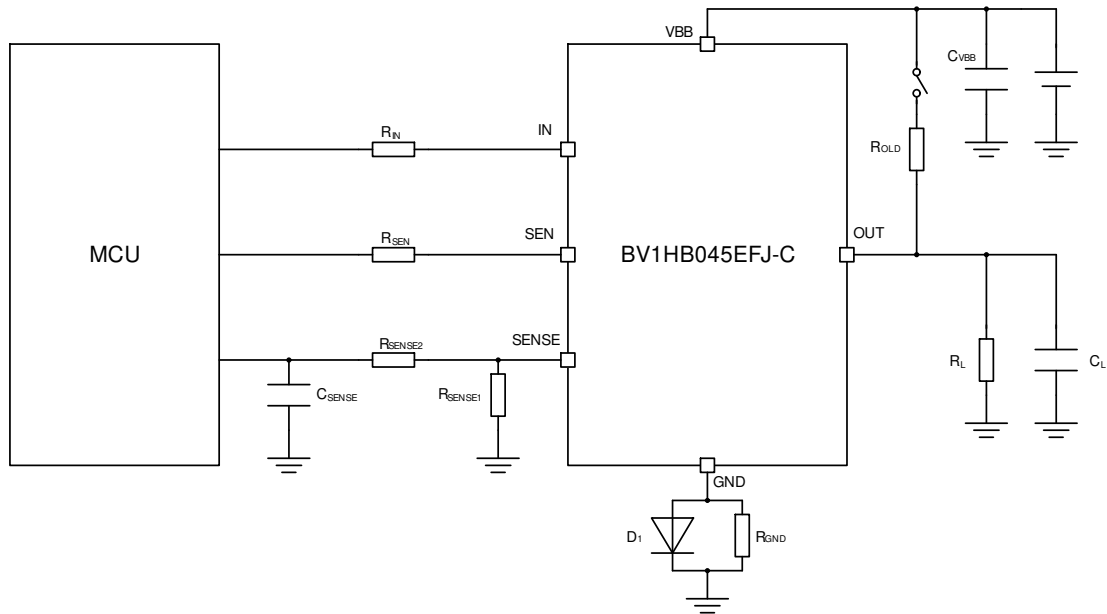 VBB
CVBB
RIN
IN
ROLD
RSEN
SEN
OUT
MCU
BV1HB045EFJ-C
RSENSE2
SENSE
CSENSE
RSENSE1
RL
CL
GND
D1
RGND